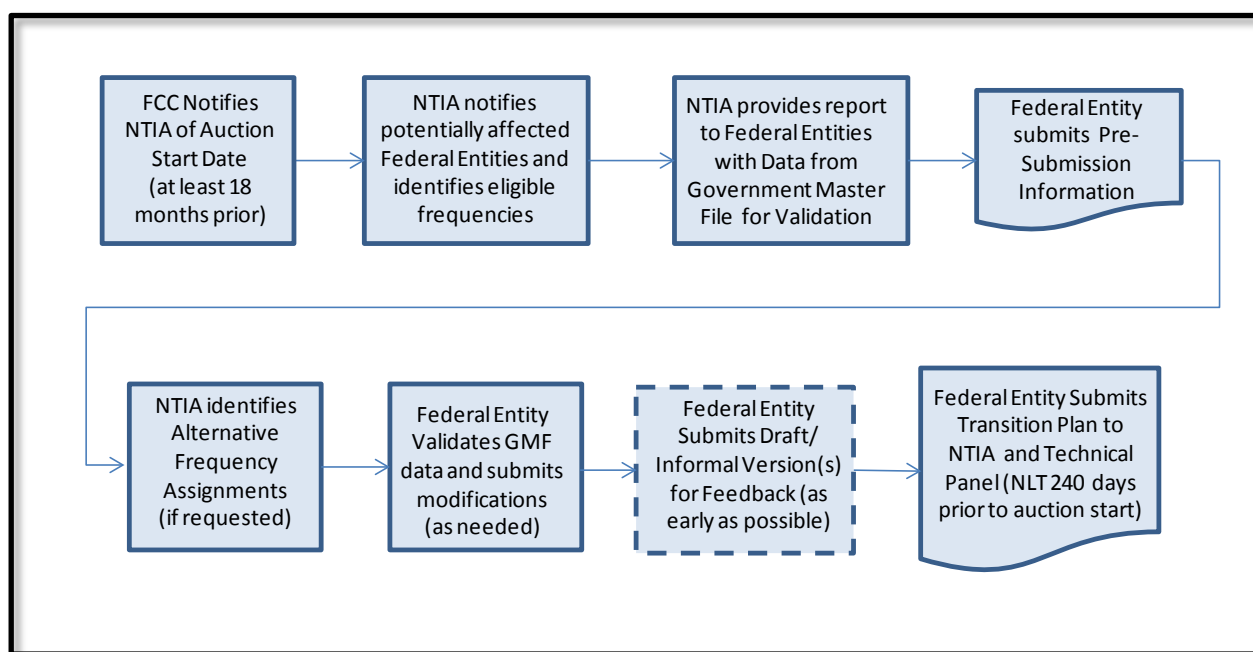 FCC Notifies
NTIA of Auction
Start Date
(at least 18
months prior)
NTIA notifies
potentially affected
Federal Entities and
identifies eligible
frequencies
NTIA provides report
to Federal Entities
with Data from
Government Master
File for Validation
Federal Entity
submits Pre-
Submission
Information
NTIA identifies
Alternative
Frequency
Assignments
(if requested)
Federal Entity
Validates GMF
data and submits
modifications
(as needed)
Federal Entity
Submits Draft/
Informal Version(s)
for Feedback (as
early as possible)
Federal Entity Submits
Transition Plan to
NTIA and Technical
Panel (NLT 240 days
prior to auction start)